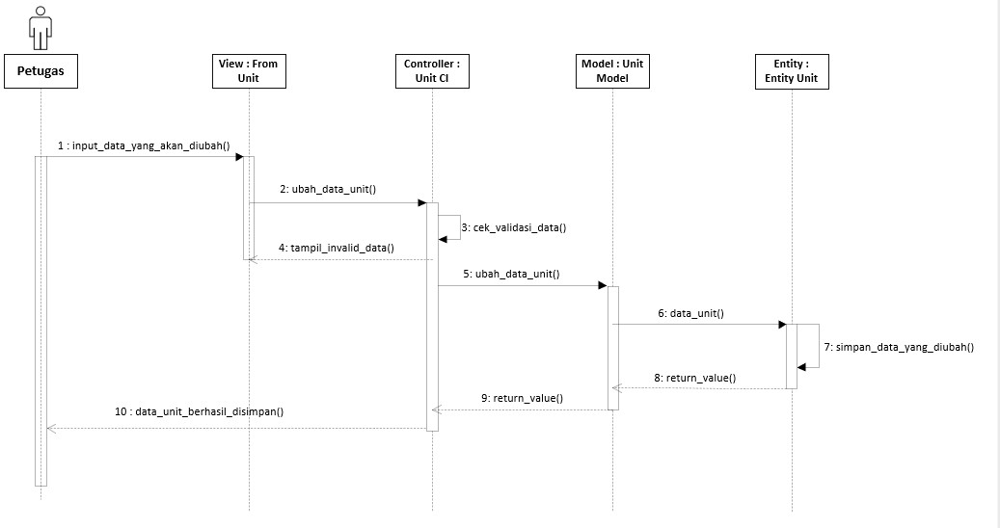 Petugas
View : From
Unit
Controller :
Unit CI
Model : Unit
Model
Entity :
Entity Unit
1 : input_data_yang_akan_diubah()
2: ubah_data_unit()
3: cek_validasi_data()
4: tampil_invalid_data()
5: ubah_data_unit()
6: data_unit()
7: simpan_data_yang_diubah()
8: return_value()
9: return_value()
10 : data_unit_berhasil_disimpan()